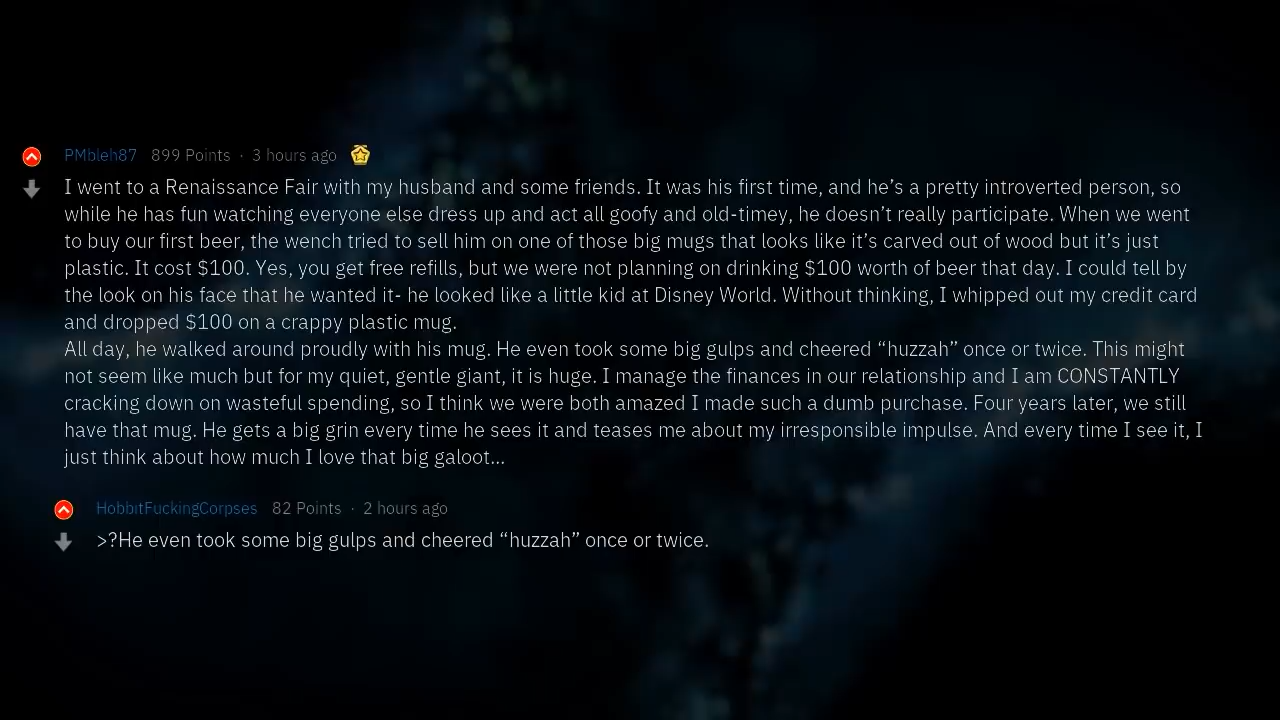 PMbleh87 899 Points · 3 hours ago
I went to a Renaissance Fair with my husband and some friends. It was his first time, and he’s a pretty introverted person, so
while he has fun watching everyone else dress up and act all goofy and old-timey, he doesn’t really participate. When we went
to buy our first beer, the wench tried to sell him on one of those big mugs that looks like it’s carved out of wood but it’s just
plastic. It cost $100. Yes, you get free refills, but we were not planning on drinking $100 worth of beer that day. I could tell by
the look on his face that he wanted it- he looked like a little kid at Disney World. Without thinking, I whipped out my credit card
and dropped $100 on a crappy plastic mug.
All day, he walked around proudly with his mug. He even took some big gulps and cheered “huzzah” once or twice. This might
not seem like much but for my quiet, gentle giant, it is huge. I manage the finances in our relationship and I am CONSTANTLY
cracking down on wasteful spending, so I think we were both amazed I made such a dumb purchase. Four years later, we still
have that mug. He gets a big grin every time he sees it and teases me about my irresponsible impulse. And every time I see it, I
just think about how much I love that big galoot...
HobbitFuckingCorpses 82 Points · 2 hours ago
>?He even took some big gulps and cheered “huzzah” once or twice.